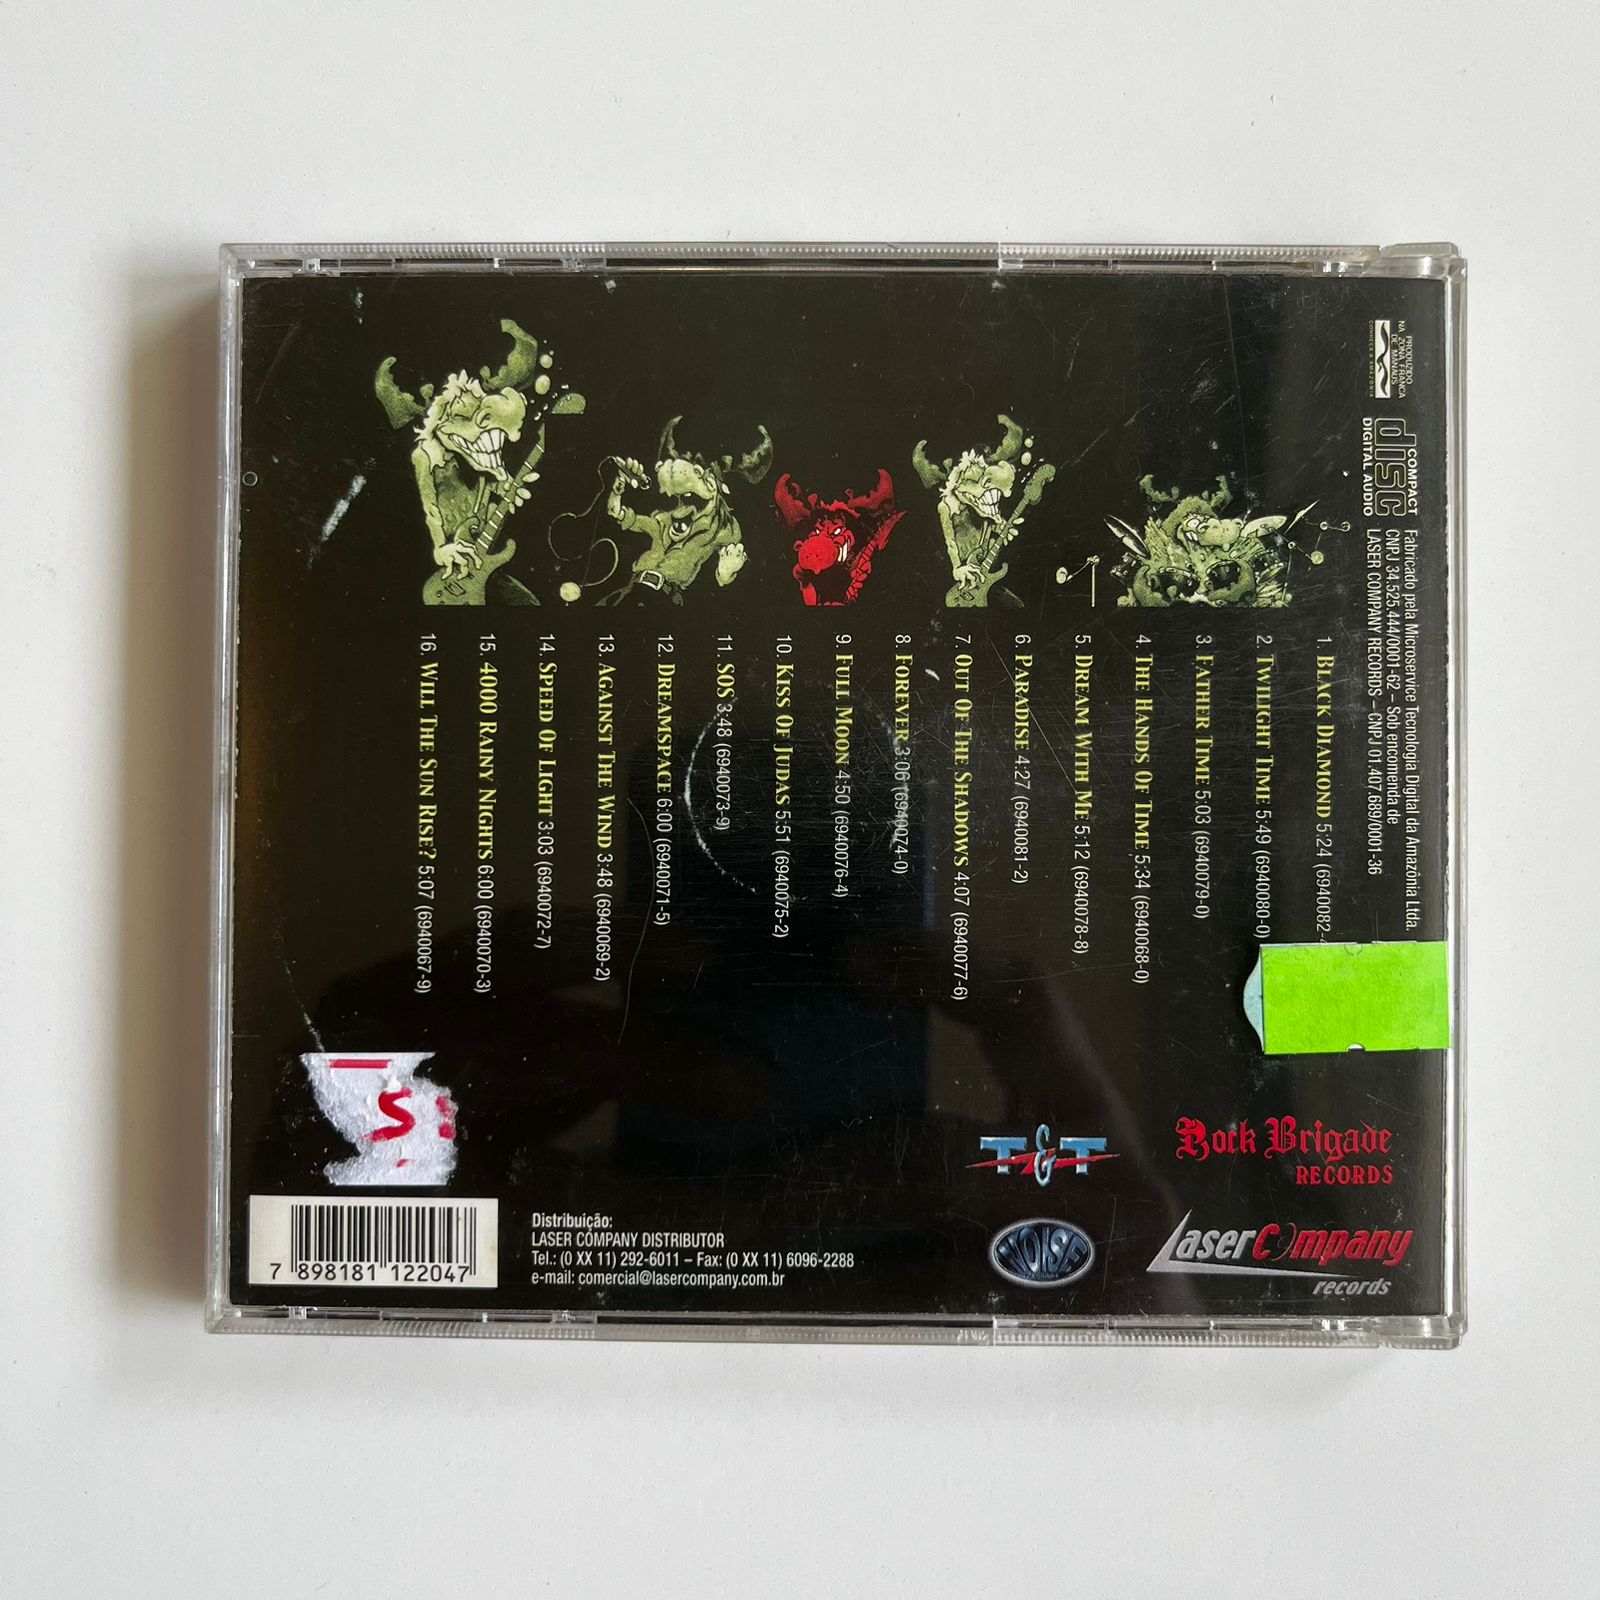 PRODUZIDO
NA ZONA FRANCA
DE MANAUS
CONHEÇA A AMAZÔNIA
COMPACT
disc
DIGITAL AUDIO
Fabricado pela Microservice Tecnologia Digital da Amazônia Ltda.
CNPJ 34.525.444/0001-62 – Sob encomenda de
LASER COMPANY RECORDS – CNPJ 01.407.689/0001-36
1. BLACK DIAMOND 5:24 (6940082-
2. TWILIGHT TIME 5:49 (6940080-0)
3. FATHER TIME 5:03 (6940079-0)
4. THE HANDS OF TIME 5:34 (6940068-0)
5. DREAM WITH ME 5:12 (6940078-8)
6. PARADISE 4:27 (6940081-2)
7. OUT OF THE SHADOWS 4:07 (6940077-6)
8. FOREVER 3:06 (6940074-0)
9. FULL MOON 4:50 (6940076-4)
10. KISS OF JUDAS 5:51 (6940075-2)
11. SOS 3:48 (6940073-9)
12. DREAMSPACE 6:00 (6940071-5)
13. AGAINST THE WIND 3:48 (6940069-2)
14. SPEED OF LIGHT 3:03 (6940072-7)
15. 4000 RAINY NIGHTS 6:00 (6940070-3)
16. WILL THE SUN RISE? 5:07 (6940067-9)
S
T&T
Rock Brigade
RECORDS
NOISE
LaserCompany
records
Distribuição:
LASER COMPANY DISTRIBUTOR
Tel.: (0 XX 11) 292-6011 – Fax: (0 XX 11) 6096-2288
e-mail: comercial@lasercompany.com.br
7 898181 122047